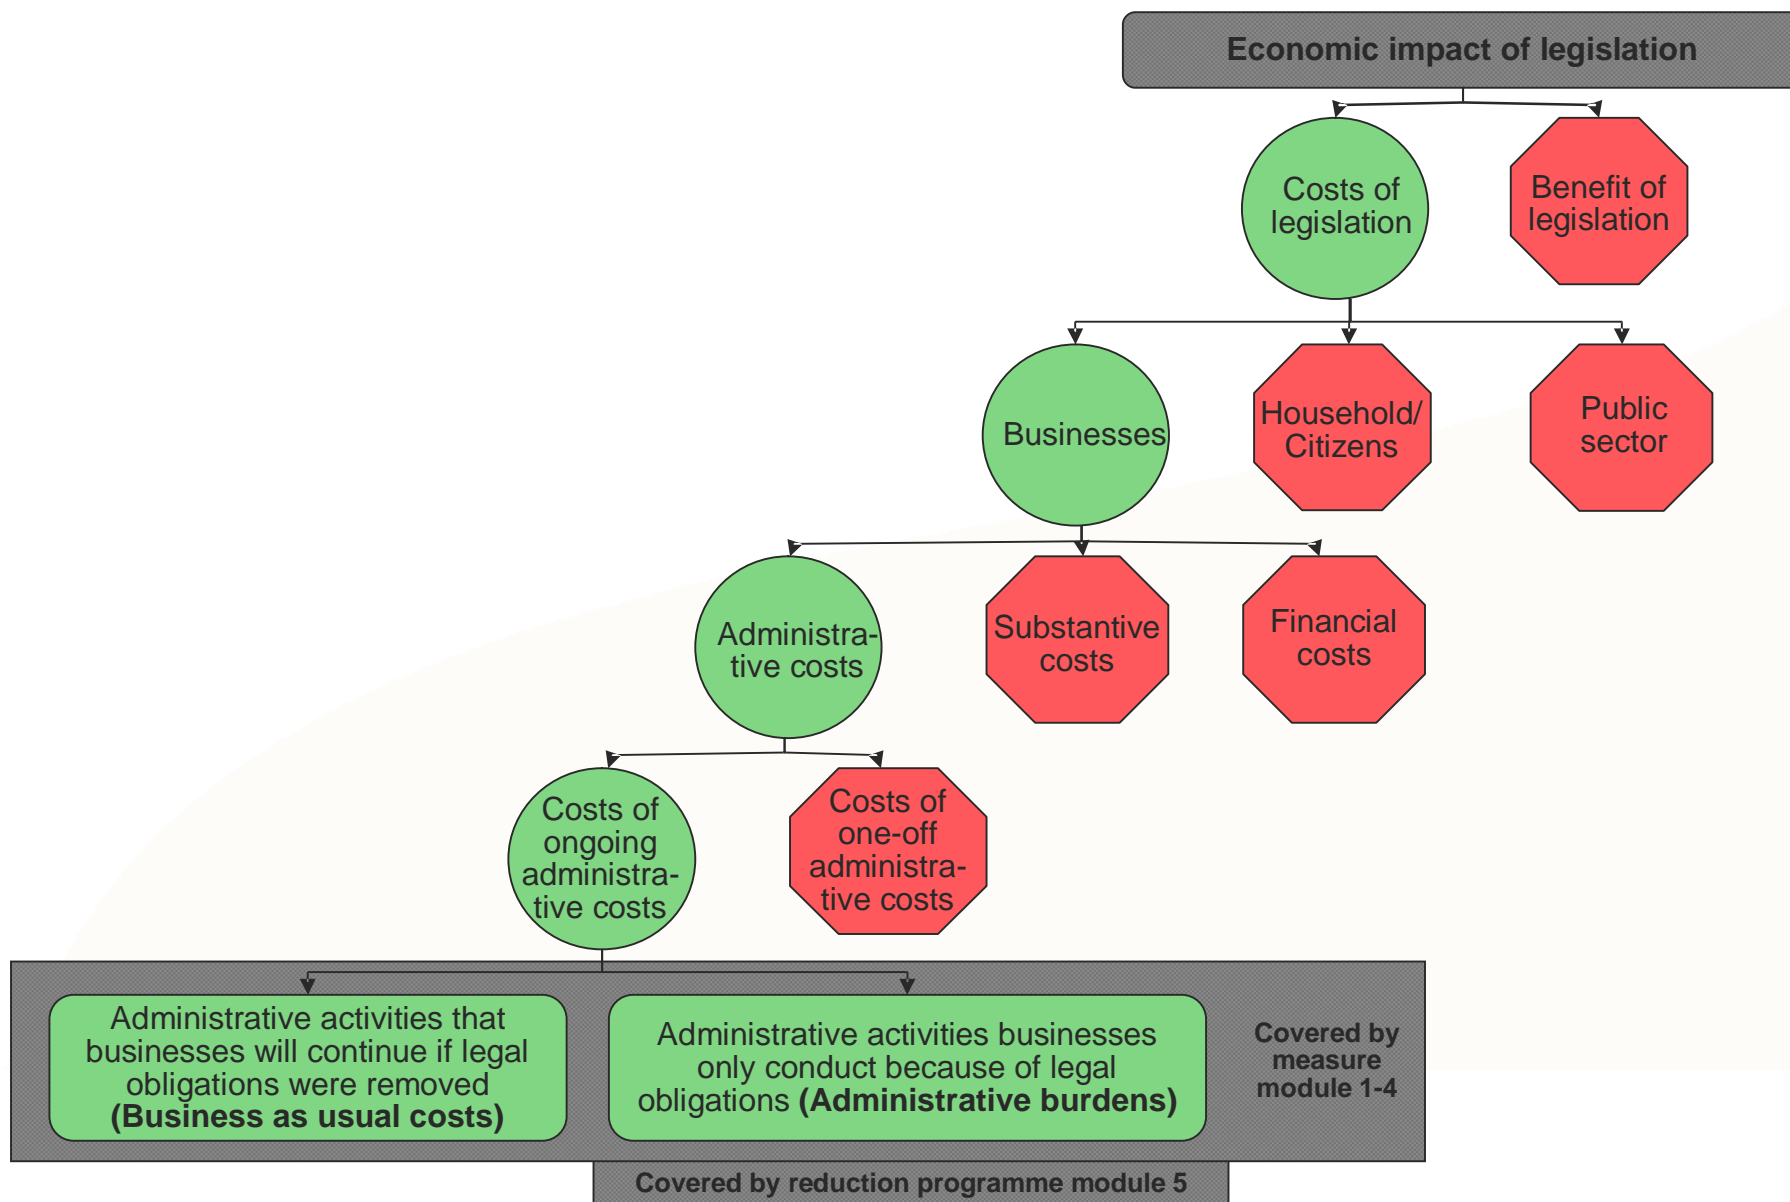 Economic impact of legislation
Costs of
legislation
Benefit of
legislation
Businesses
Household/
Citizens
Public
sector
Administra-
tive costs
Substantive
costs
Financial
costs
Costs of
ongoing
administra-
tive costs
Costs of
one-off
administra-
tive costs
Administrative activities that
businesses will continue if legal
obligations were removed
(Business as usual costs)
Administrative activities businesses
only conduct because of legal
obligations (Administrative burdens)
Covered by
measure
module 1-4
Covered by reduction programme module 5